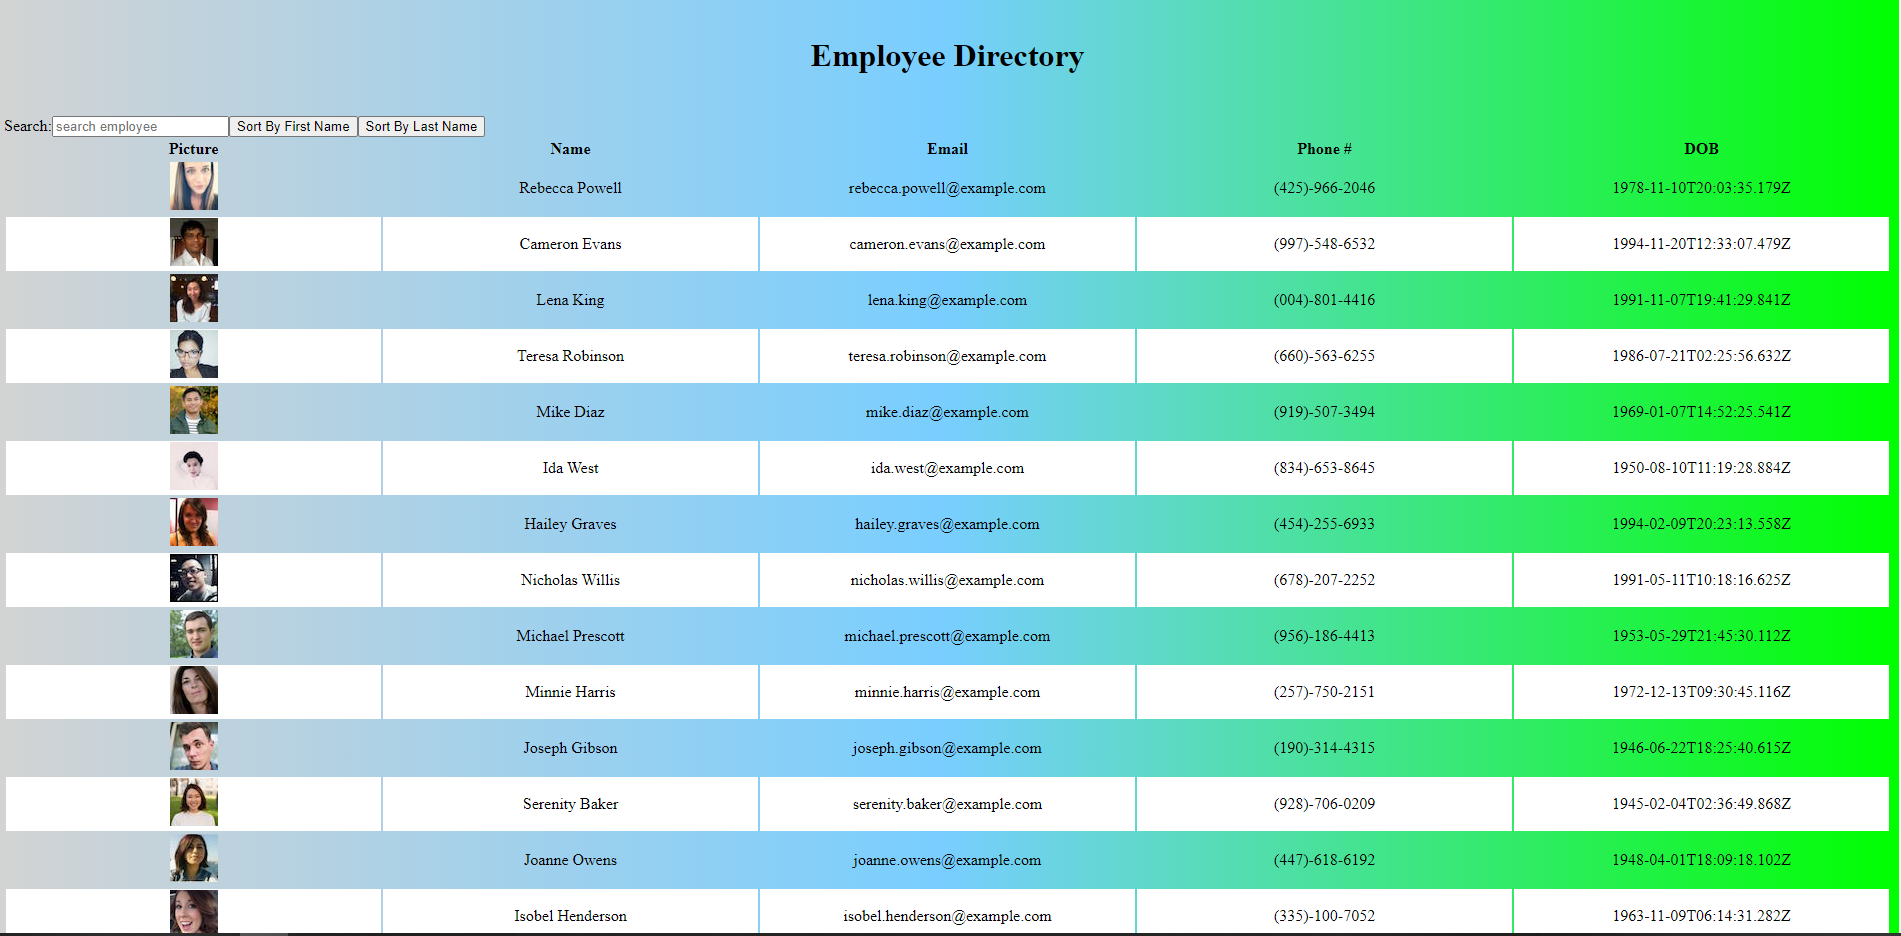 Employee Directory
Search: search employee Sort By First Name Sort By Last Name
Picture Name Email Phone # DOB
Rebecca Powell rebecca.powell@example.com (425)-966-2046 1978-11-10T20:03:35.179Z
Cameron Evans cameron.evans@example.com (997)-548-6532 1994-11-20T12:33:07.479Z
Lena King lena.king@example.com (004)-801-4416 1991-11-07T19:41:29.841Z
Teresa Robinson teresa.robinson@example.com (660)-563-6255 1986-07-21T02:25:56.632Z
Mike Diaz mike.diaz@example.com (919)-507-3494 1969-01-07T14:52:25.541Z
Ida West ida.west@example.com (834)-653-8645 1950-08-10T11:19:28.884Z
Hailey Graves hailey.graves@example.com (454)-255-6933 1994-02-09T20:23:13.558Z
Nicholas Willis nicholas.willis@example.com (678)-207-2252 1991-05-11T10:18:16.625Z
Michael Prescott michael.prescott@example.com (956)-186-4413 1953-05-29T21:45:30.112Z
Minnie Harris minnie.harris@example.com (257)-750-2151 1972-12-13T09:30:45.116Z
Joseph Gibson joseph.gibson@example.com (190)-314-4315 1946-06-22T18:25:40.615Z
Serenity Baker serenity.baker@example.com (928)-706-0209 1945-02-04T02:36:49.868Z
Joanne Owens joanne.owens@example.com (447)-618-6192 1948-04-01T18:09:18.102Z
Isobel Henderson isobel.henderson@example.com (335)-100-7052 1963-11-09T06:14:31.282Z